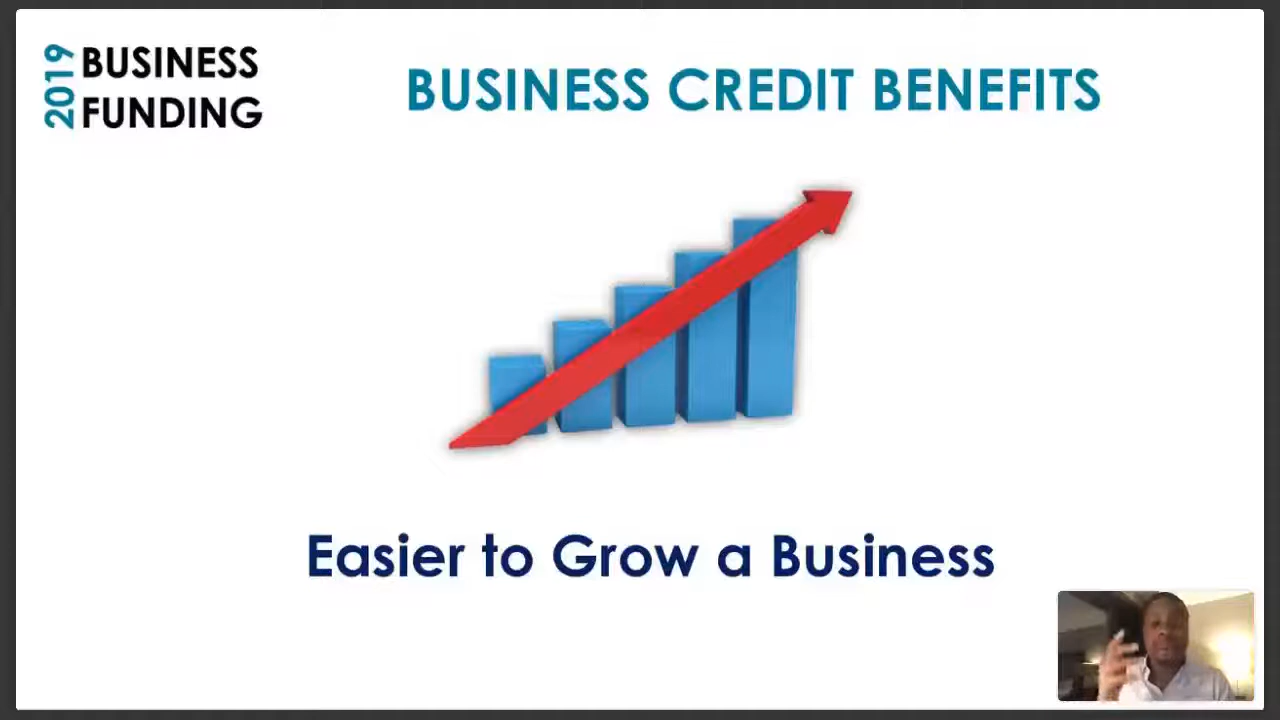 2019
BUSINESS
FUNDING
BUSINESS CREDIT BENEFITS
Easier to Grow a Business